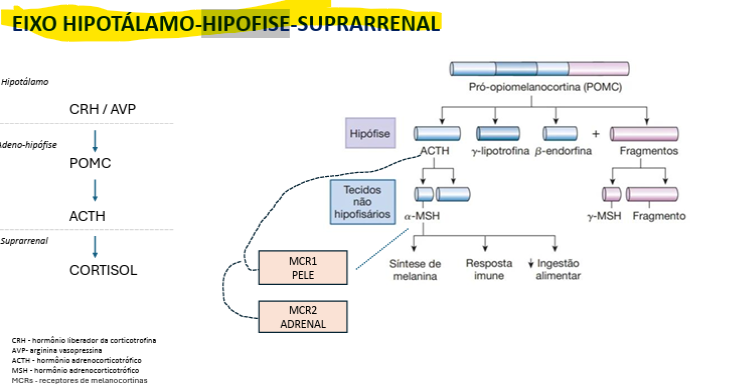 EIXO HIPOTÁLAMO-HIPOFISE-SUPRARRENAL
Hipotálamo
CRH / AVP
Adeno-hipófise
POMC
ACTH
Suprarrenal
CORTISOL
Pró-opiomelanocortina (POMC)
Hipófise
ACTH
γ-lipotrofina
β-endorfina
+
Fragmentos
Tecidos
não
hipofisários
α-MSH
γ-MSH
Fragmento
Síntese de
melanina
Resposta
imune
↓ Ingestão
alimentar
MCR1
PELE
MCR2
ADRENAL
CRH - hormônio liberador da corticotrofina
AVP- arginina vasopressina
ACTH - hormônio adrenocorticotrófico
MSH - hormônio adrenocorticotrófico
MCRs - receptores de melanocortinas